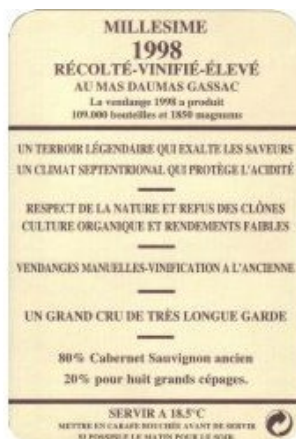 MILLESIME
1998
RÉCOLTÉ-VINIFIÉ-ÉLEVÉ
AU MAS DAUMAS GASSAC
La vendange 1998 a produit
109.000 bouteilles et 1850 magnums
UN TERROIR LÉGENDAIRE QUI EXALTE LES SAVEURS
UN CLIMAT SEPTENTRIONAL QUI PROTÈGE L'ACIDITÉ
RESPECT DE LA NATURE ET REFUS DES CLÔNES
CULTURE ORGANIQUE ET RENDEMENTS FAIBLES
VENDANGES MANUELLES-VINIFICATION A L'ANCIENNE
UN GRAND CRU DE TRÈS LONGUE GARDE
80% Cabernet Sauvignon ancien
20% pour huit grands cépages.
SERVIR A 18.5°C
METTRE EN CARAFE BOUCHÉE AVANT DE SERVIR
SI POSSIBLE LE MATIN POUR LE SOIR